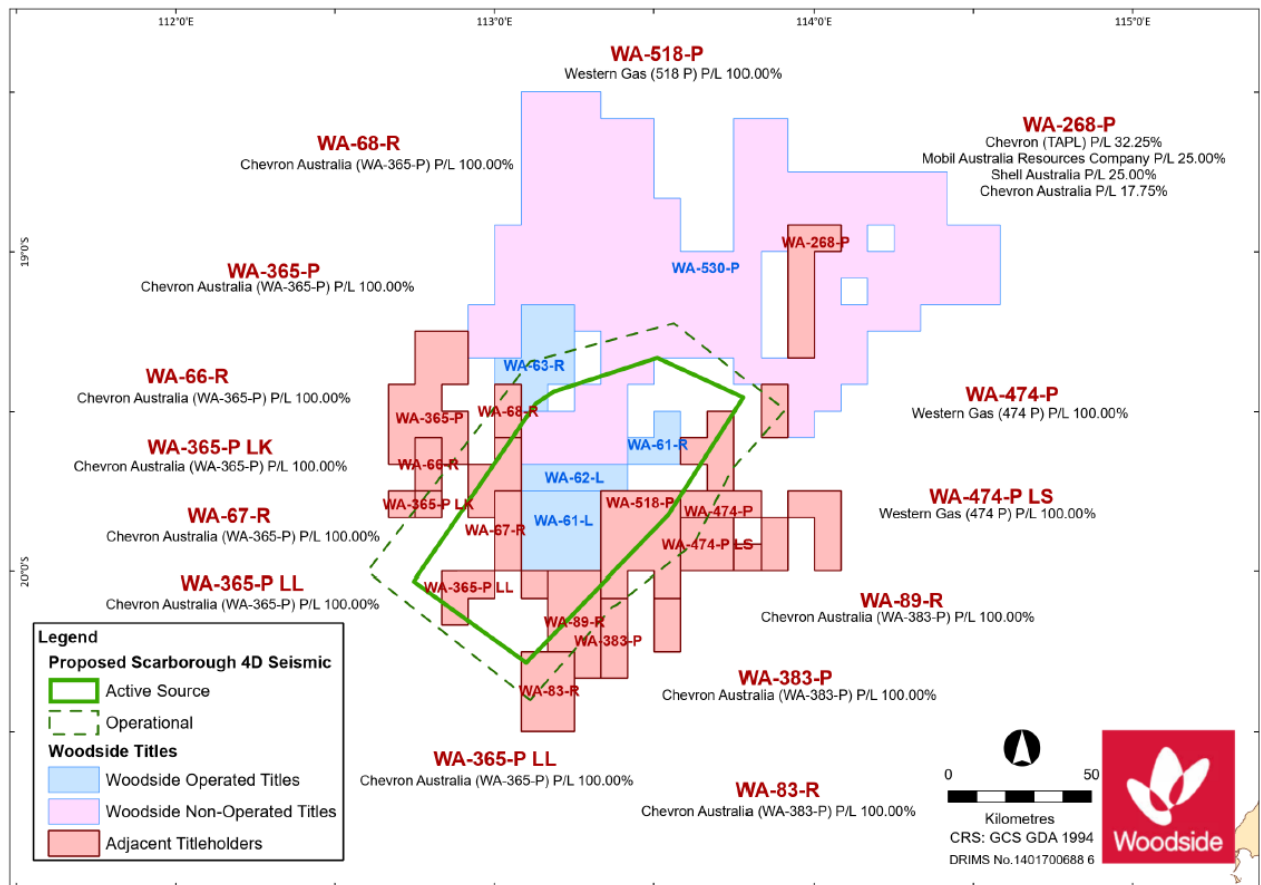 112°0'E
113°0'E
114°0'E
115°0'E
WA-518-P
Western Gas (518 P) P/L 100.00%
WA-68-R
Chevron Australia (WA-365-P) P/L 100.00%
WA-268-P
Chevron (TAPL) P/L 32.25%
Mobil Australia Resources Company P/L 25.00%
Shell Australia P/L 25.00%
Chevron Australia P/L 17.75%
19°0'S
WA-268-P
WA-530-P
WA-365-P
Chevron Australia (WA-365-P) P/L 100.00%
WA-63-R
WA-66-R
Chevron Australia (WA-365-P) P/L 100.00%
WA-474-P
Western Gas (474 P) P/L 100.00%
WA-365-P
WA-68-R
WA-61-R
WA-365-P LK
Chevron Australia (WA-365-P) P/L 100.00%
WA-66-R
WA-62-L
WA-365-P LK
WA-518-P
WA-474-P
WA-474-P LS
Western Gas (474 P) P/L 100.00%
WA-67-R
Chevron Australia (WA-365-P) P/L 100.00%
WA-67-R
WA-61-L
WA-474-P LS
20°0'S
WA-365-P LL
Chevron Australia (WA-365-P) P/L 100.00%
WA-365-P LL
WA-89-R
Chevron Australia (WA-383-P) P/L 100.00%
WA-89-R
WA-383-P
WA-83-R
WA-383-P
Chevron Australia (WA-383-P) P/L 100.00%
WA-365-P LL
Chevron Australia (WA-365-P) P/L 100.00%
WA-83-R
Chevron Australia (WA-383-P) P/L 100.00%
Legend
Proposed Scarborough 4D Seismic
Active Source
Operational
Woodside Titles
Woodside Operated Titles
Woodside Non-Operated Titles
Adjacent Titleholders
0 50
Kilometres
CRS: GCS GDA 1994
DRIMS No.1401700688 6
Woodside